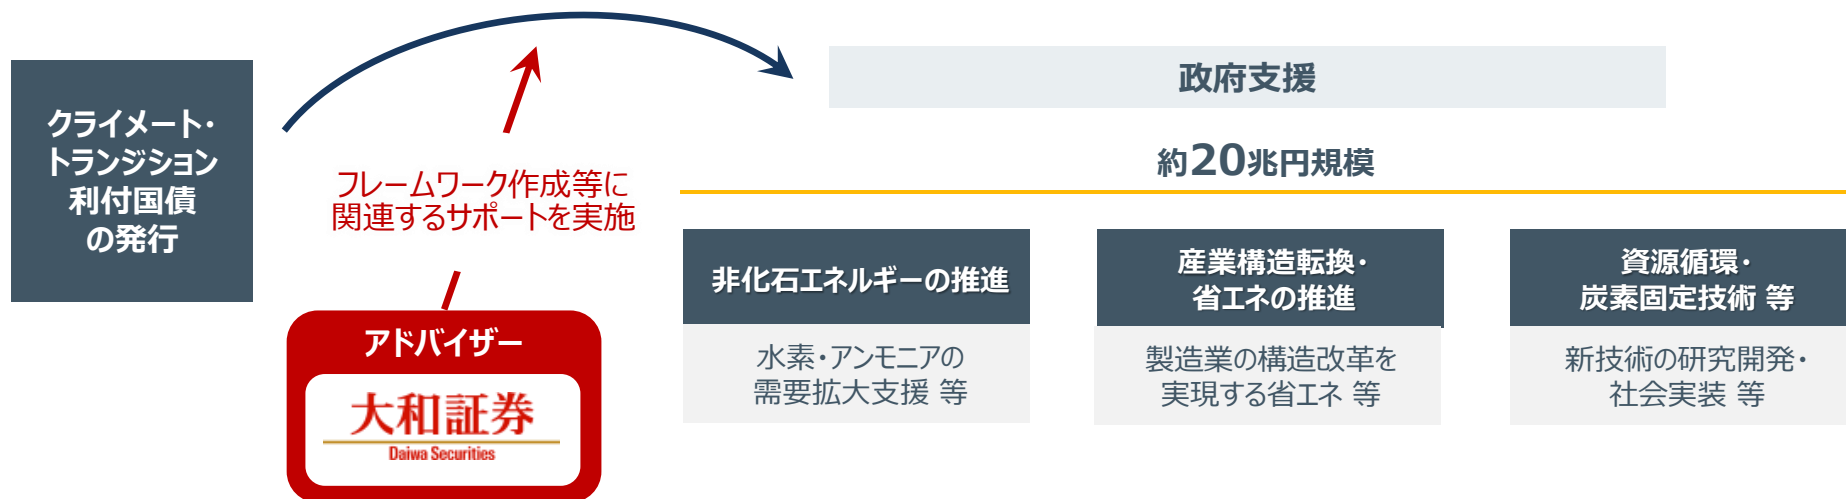 クライメート・
トランジション
利付国債
の発行
フレームワーク作成等に
関連するサポートを実施
アドバイザー
大和証券
Daiwa Securities
政府支援
約20兆円規模
非化石エネルギーの推進
水素・アンモニアの
需要拡大支援 等
産業構造転換・
省エネの推進
製造業の構造改革を
実現する省エネ 等
資源循環・
炭素固定技術 等
新技術の研究開発・
社会実装 等